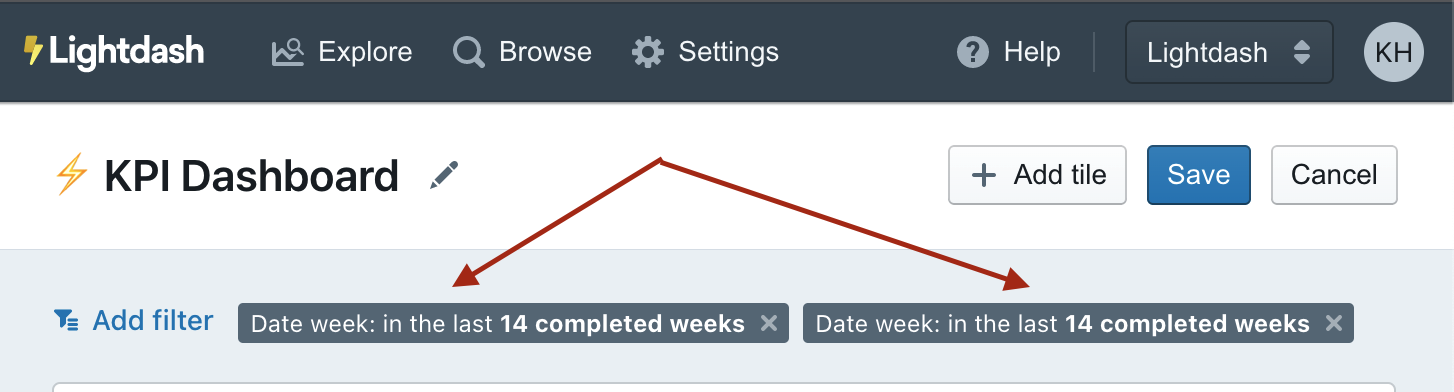 Lightdash Explore Browse Settings Help Lightdash KH
KPI Dashboard Add tile Save Cancel
Add filter Date week: in the last 14 completed weeks Date week: in the last 14 completed weeks